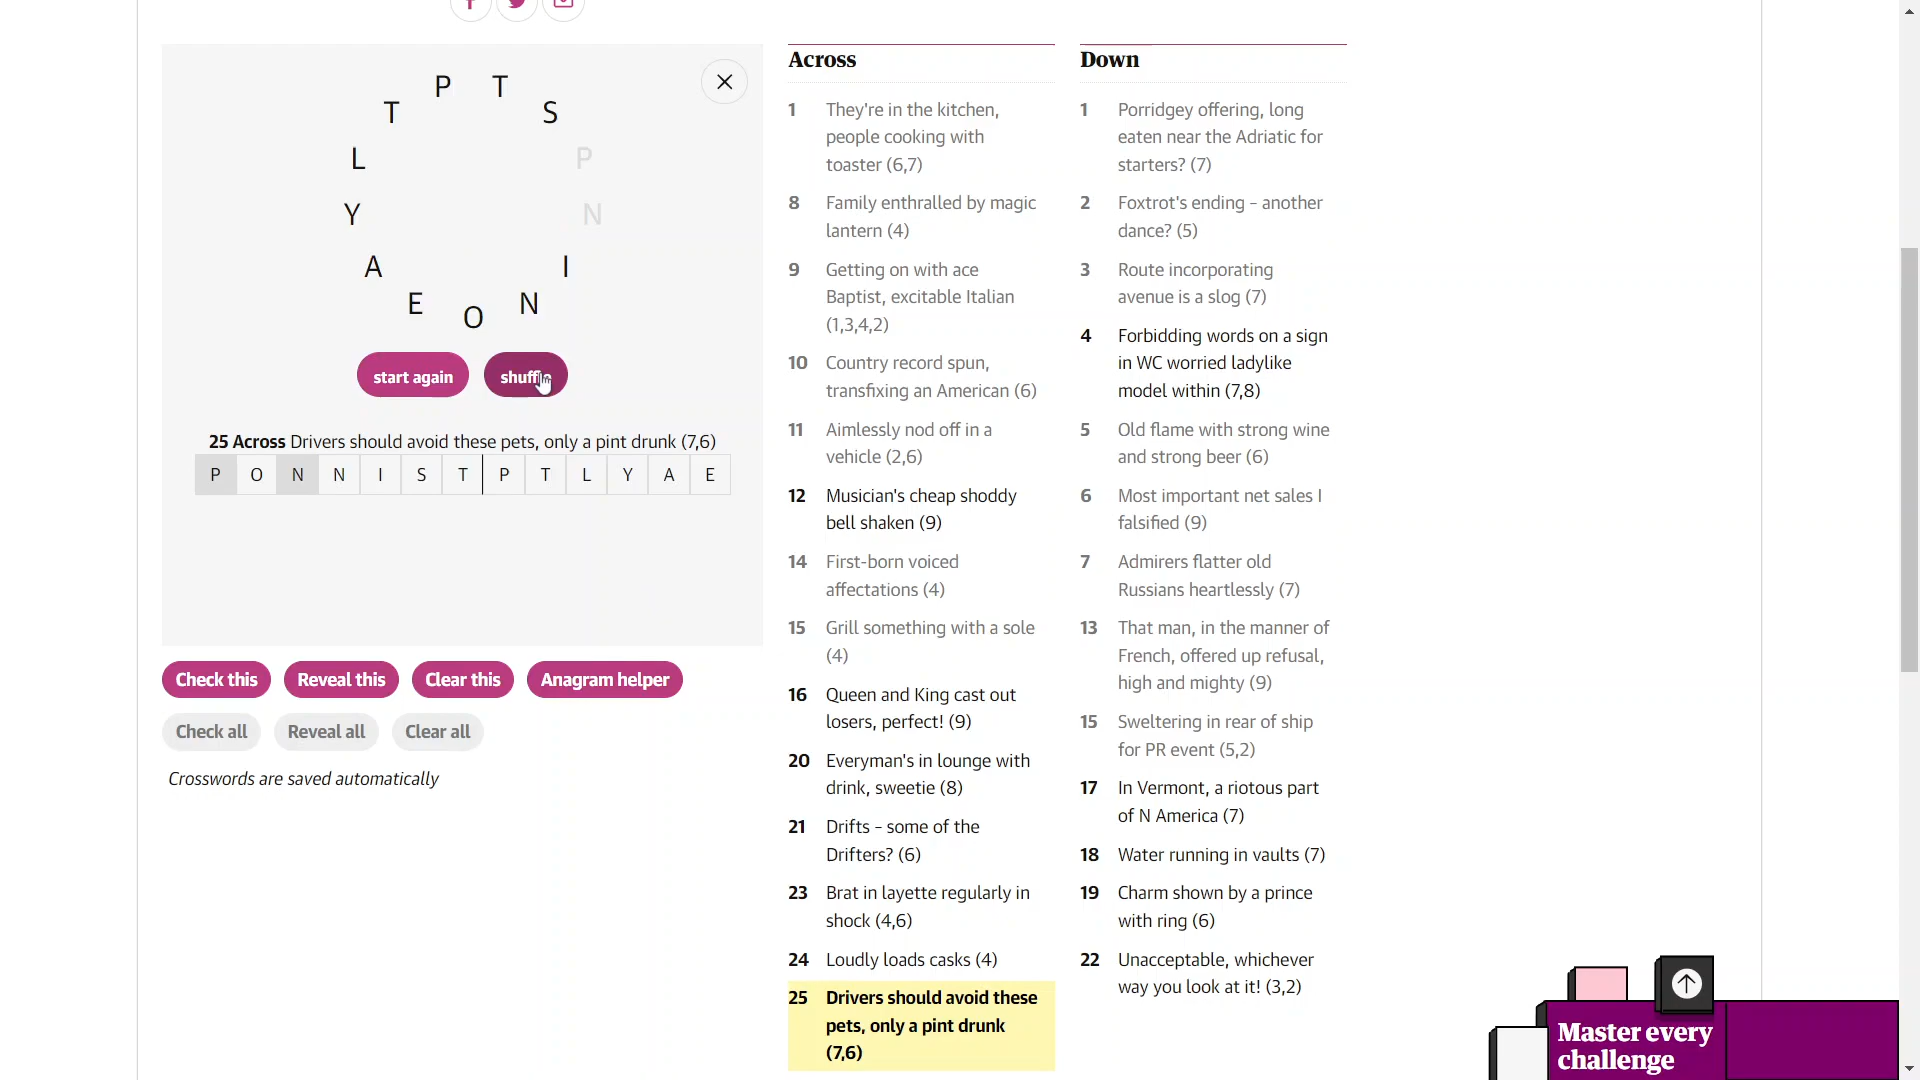 P T
T S
L P
Y N
A I
E O N
start again
25 Across Drivers should avoid these pets, only a pint drunk (7,6)
P O N N I S T P T L Y A E
Check this Reveal this Clear this Anagram helper
Check all Reveal all Clear all
Crosswords are saved automatically
Across
1 They're in the kitchen,
people cooking with
toaster (6,7)
8 Family enthralled by magic
lantern (4)
9 Getting on with ace
Baptist, excitable Italian
(1,3,4,2)
10 Country record spun,
transfixing an American (6)
11 Aimlessly nod off in a
vehicle (2,6)
12 Musician's cheap shoddy
bell shaken (9)
14 First-born voiced
affectations (4)
15 Grill something with a sole
(4)
16 Queen and King cast out
losers, perfect! (9)
20 Everyman's in lounge with
drink, sweetie (8)
21 Drifts – some of the
Drifters? (6)
23 Brat in layette regularly in
shock (4,6)
24 Loudly loads casks (4)
25 Drivers should avoid these
pets, only a pint drunk
(7,6)
Down
1 Porridgey offering, long
eaten near the Adriatic for
starters? (7)
2 Foxtrot's ending – another
dance? (5)
3 Route incorporating
avenue is a slog (7)
4 Forbidding words on a sign
in WC worried ladylike
model within (7,8)
5 Old flame with strong wine
and strong beer (6)
6 Most important net sales I
falsified (9)
7 Admirers flatter old
Russians heartlessly (7)
13 That man, in the manner of
French, offered up refusal,
high and mighty (9)
15 Sweltering in rear of ship
for PR event (5,2)
17 In Vermont, a riotous part
of N America (7)
18 Water running in vaults (7)
19 Charm shown by a prince
with ring (6)
22 Unacceptable, whichever
way you look at it! (3,2)
Master every
challenge